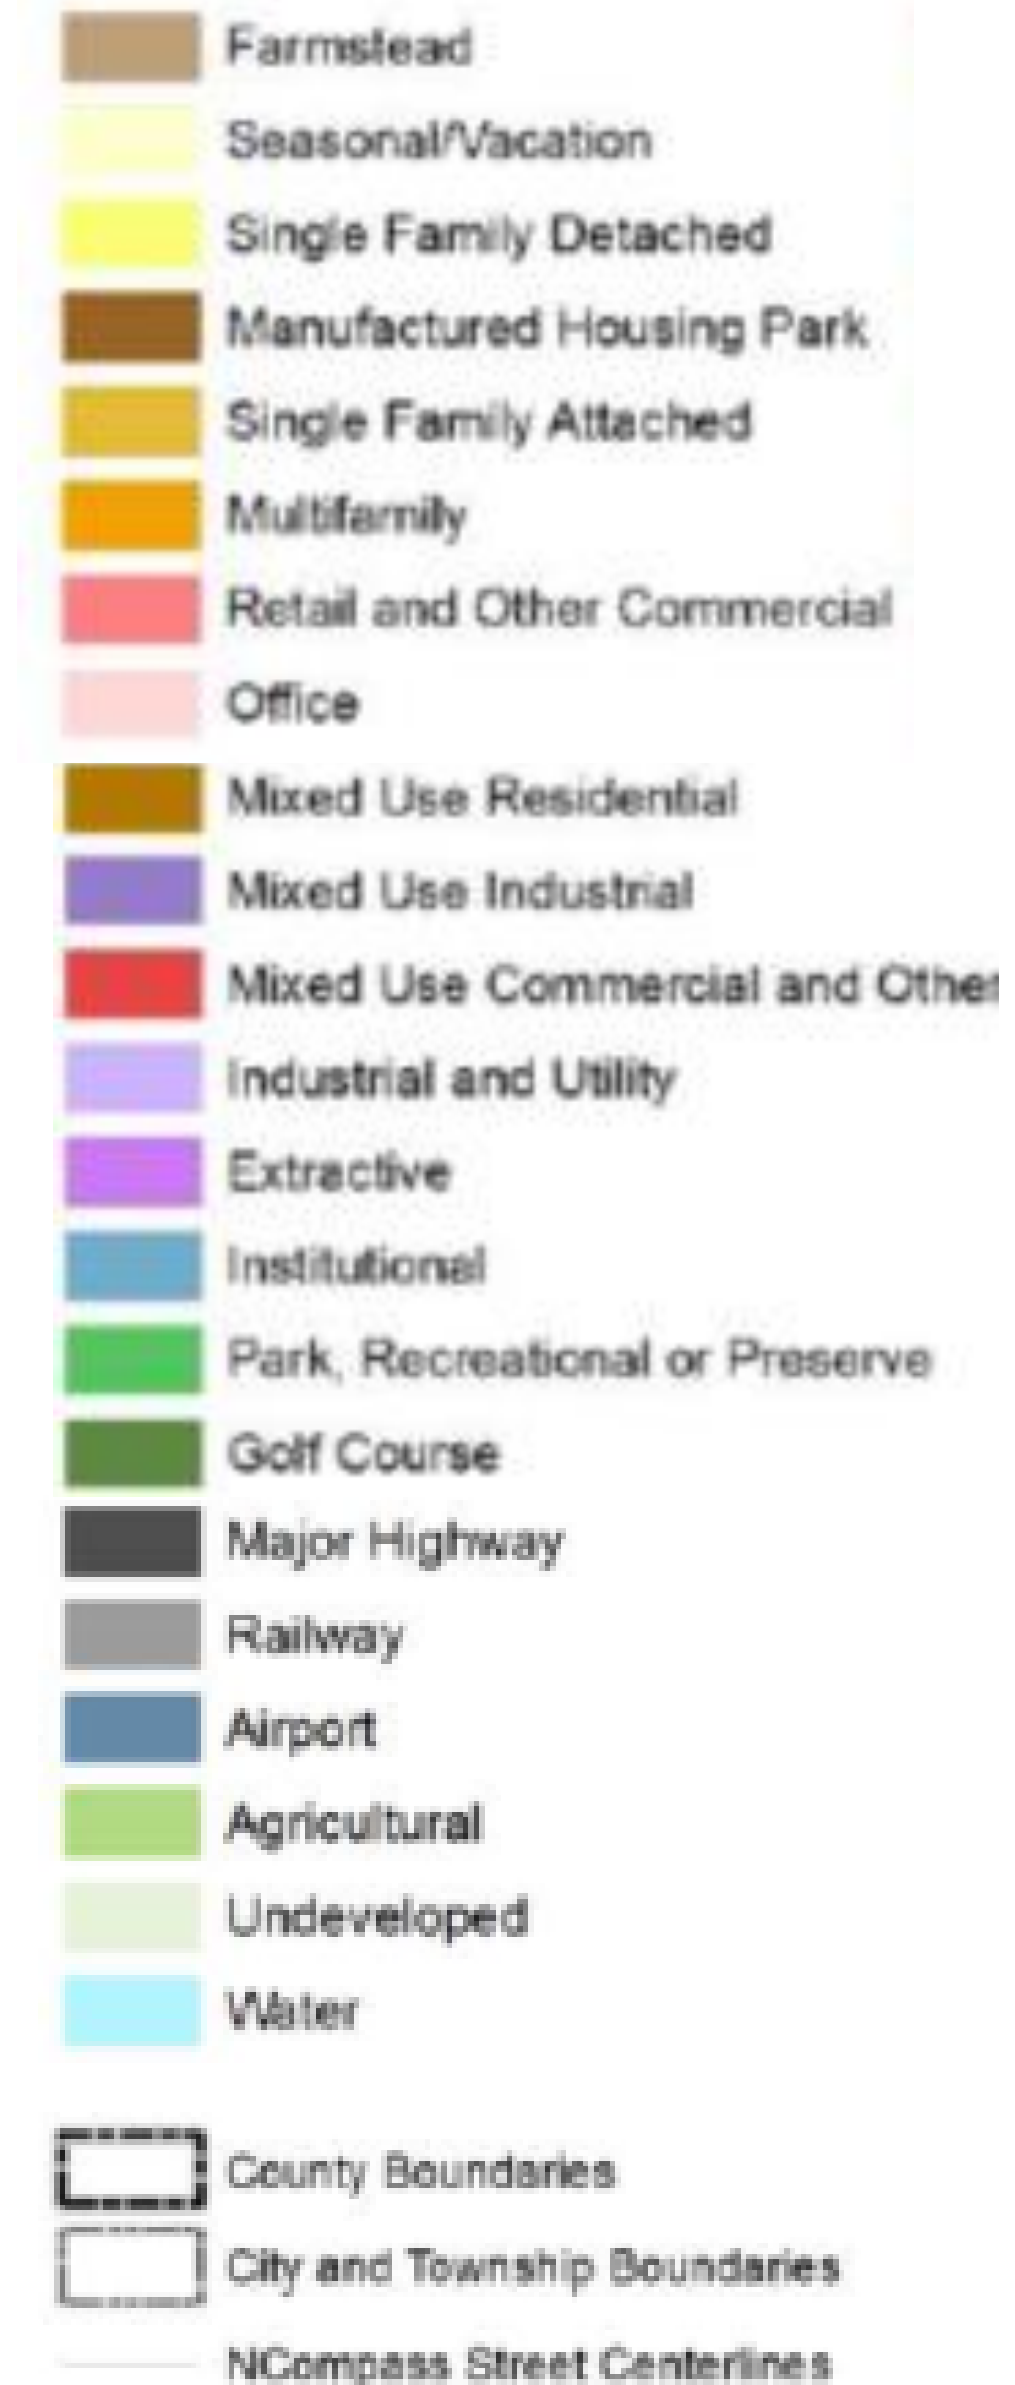 Farmstead
Seasonal/Vacation
Single Family Detached
Manufactured Housing Park
Single Family Attached
Multifamily
Retail and Other Commercial
Office
Mixed Use Residential
Mixed Use Industrial
Mixed Use Commercial and Other
Industrial and Utility
Extractive
Institutional
Park, Recreational or Preserve
Golf Course
Major Highway
Railway
Airport
Agricultural
Undeveloped
Water
County Boundaries
City and Township Boundaries
NCompass Street Centerlines